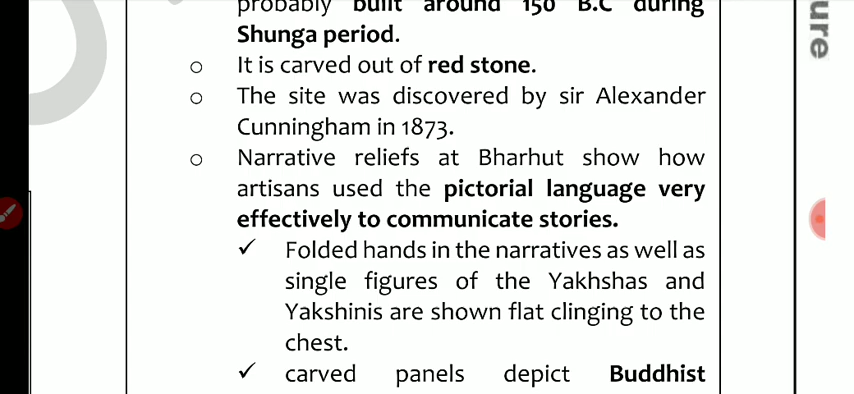 probably built around 150 B.C during
Shunga period.
o It is carved out of red stone.
o The site was discovered by sir Alexander
Cunningham in 1873.
o Narrative reliefs at Bharhut show how
artisans used the pictorial language very
effectively to communicate stories.
✓ Folded hands in the narratives as well as
single figures of the Yakhshas and
Yakshinis are shown flat clinging to the
chest.
✓ carved panels depict Buddhist
ure